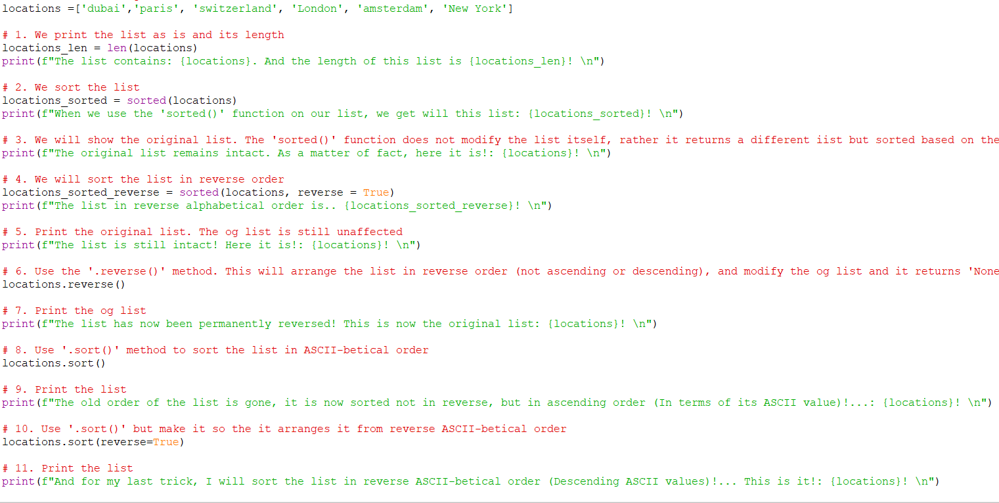 locations =['dubai','paris', 'switzerland', 'London', 'amsterdam', 'New York']
# 1. We print the list as is and its length
locations_len = len(locations)
print(f"The list contains: {locations}. And the length of this list is {locations_len}! \n")
# 2. We sort the list
locations_sorted = sorted(locations)
print(f"When we use the 'sorted()' function on our list, we get will this list: {locations_sorted}! \n")
# 3. We will show the original list. The 'sorted()' function does not modify the list itself, rather it returns a different iist but sorted based on the
print(f"The original list remains intact. As a matter of fact, here it is!: {locations}! \n")
# 4. We will sort the list in reverse order
locations_sorted_reverse = sorted(locations, reverse = True)
print(f"The list in reverse alphabetical order is.. {locations_sorted_reverse}! \n")
# 5. Print the original list. The og list is still unaffected
print(f"The list is still intact! Here it is!: {locations}! \n")
# 6. Use the '.reverse()' method. This will arrange the list in reverse order (not ascending or descending), and modify the og list and it returns 'None
locations.reverse()
# 7. Print the og list
print(f"The list has now been permanently reversed! This is now the original list: {locations}! \n")
# 8. Use '.sort()' method to sort the list in ASCII-betical order
locations.sort()
# 9. Print the list
print(f"The old order of the list is gone, it is now sorted not in reverse, but in ascending order (In terms of its ASCII value)!...: {locations}! \n")
# 10. Use '.sort()' but make it so the it arranges it from reverse ASCII-betical order
locations.sort(reverse=True)
# 11. Print the list
print(f"And for my last trick, I will sort the list in reverse ASCII-betical order (Descending ASCII values)!... This is it!: {locations}! \n")